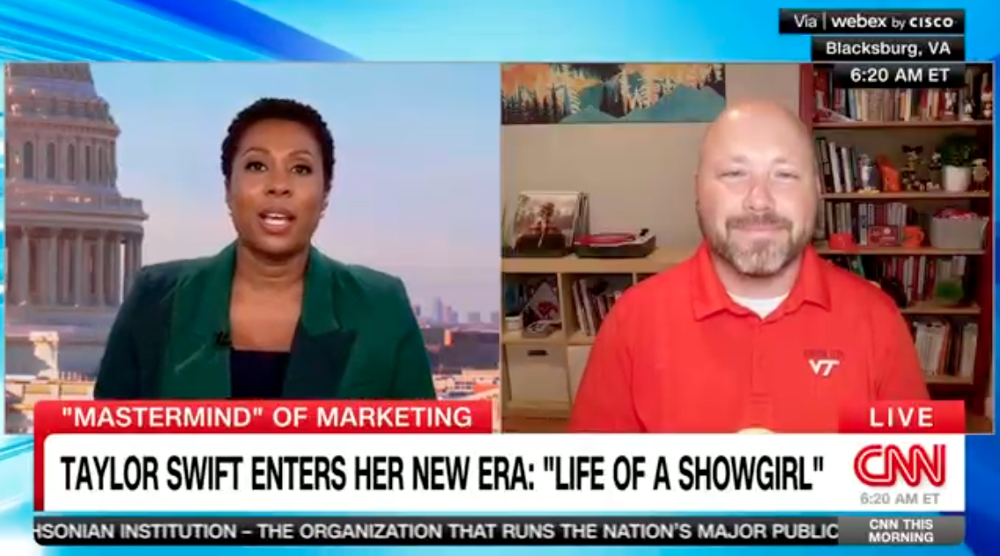 Via | webex by CISCO
Blacksburg, VA
6:20 AM ET
VT
"MASTERMIND" OF MARKETING
LIVE
TAYLOR SWIFT ENTERS HER NEW ERA: "LIFE OF A SHOWGIRL"
CNN
6:20 AM ET
HSONIAN INSTITUTION – THE ORGANIZATION THAT RUNS THE NATION'S MAJOR PUBLIC
CNN THIS
MORNING